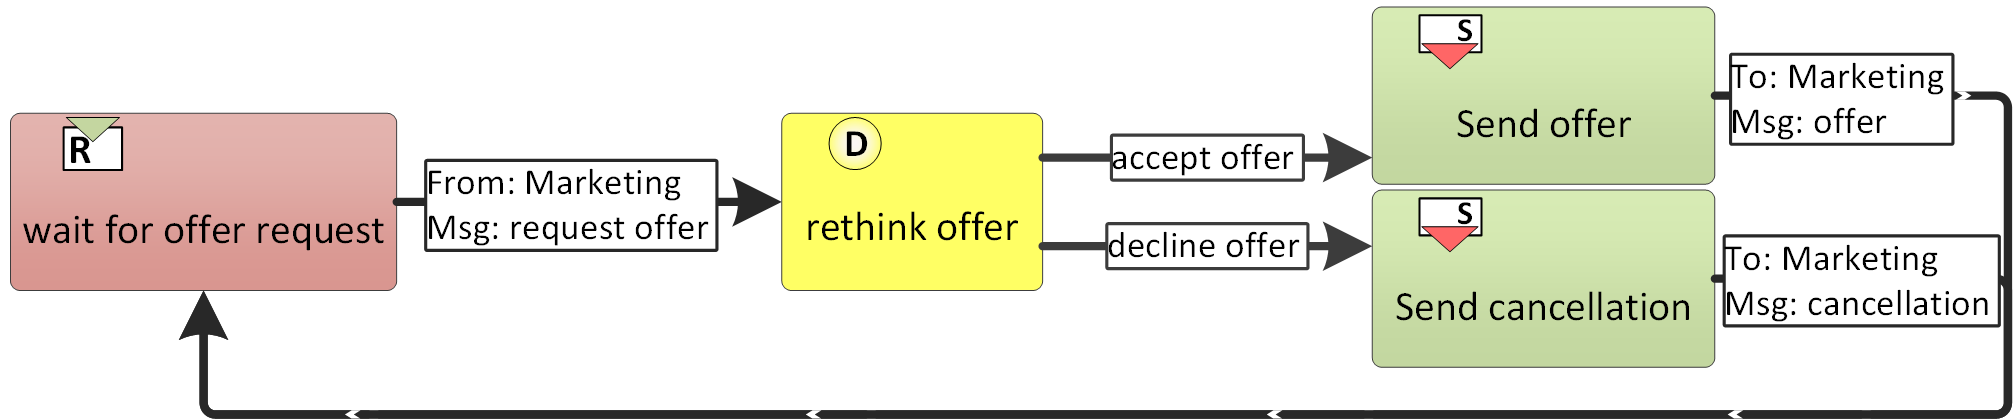 R
wait for offer request
From: Marketing
Msg: request offer
D
rethink offer
accept offer
decline offer
S
Send offer
To: Marketing
Msg: offer
S
Send cancellation
To: Marketing
Msg: cancellation